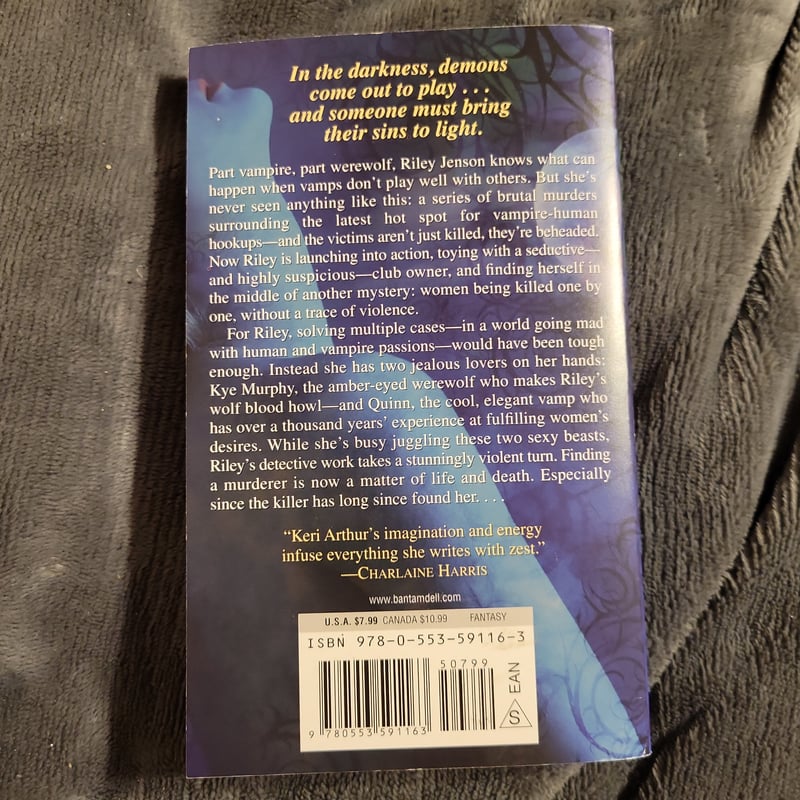 In the darkness, demons
come out to play . . .
and someone must bring
their sins to light.
Part vampire, part werewolf, Riley Jenson knows what can
happen when vamps don't play well with others. But she's
never seen anything like this: a series of brutal murders
surrounding the latest hot spot for vampire-human
hookups—and the victims aren't just killed, they're beheaded.
Now Riley is launching into action, toying with a seductive—
and highly suspicious—club owner, and finding herself in
the middle of another mystery: women being killed one by
one, without a trace of violence.
For Riley, solving multiple cases—in a world going mad
with human and vampire passions—would have been tough
enough. Instead she has two jealous lovers on her hands:
Kye Murphy, the amber-eyed werewolf who makes Riley's
wolf blood howl—and Quinn, the cool, elegant vamp who
has over a thousand years' experience at fulfilling women's
desires. While she's busy juggling these two sexy beasts,
Riley's detective work takes a stunningly violent turn. Finding
a murderer is now a matter of life and death. Especially
since the killer has long since found her. . . .
"Keri Arthur's imagination and energy
infuse everything she writes with zest."
—CHARLAINE HARRIS
www.bantamdell.com
U.S.A. $7.99 CANADA $10.99 FANTASY
ISBN 978-0-553-59116-3
50799
EAN
S
9 780553 591163